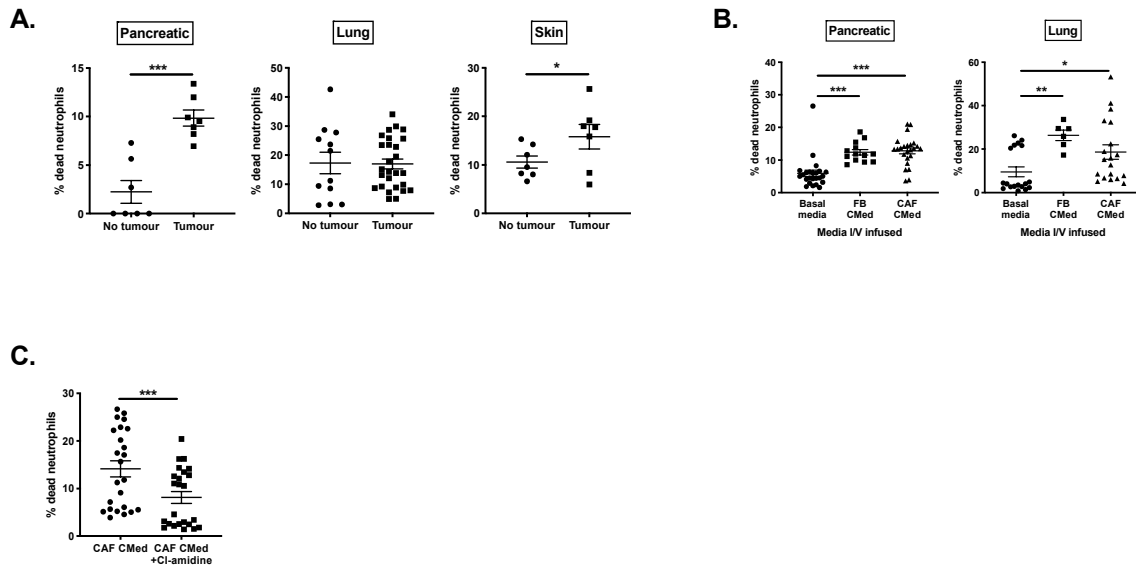 A.
Pancreatic
***
% dead neutrophils
15
10
5
0
No tumour
Tumour
Lung
% dead neutrophils
50
40
30
20
10
0
No tumour
Tumour
Skin
*
% dead neutrophils
30
20
10
0
No tumour
Tumour
B.
Pancreatic
***
***
% dead neutrophils
40
30
20
10
0
Basal
media
FB
CMed
CAF
CMed
Media I/V infused
Lung
*
**
% dead neutrophils
60
40
20
0
Basal
media
FB
CMed
CAF
CMed
Media I/V infused
C.
***
% dead neutrophils
30
20
10
0
CAF CMed
CAF CMed
+Cl-amidine